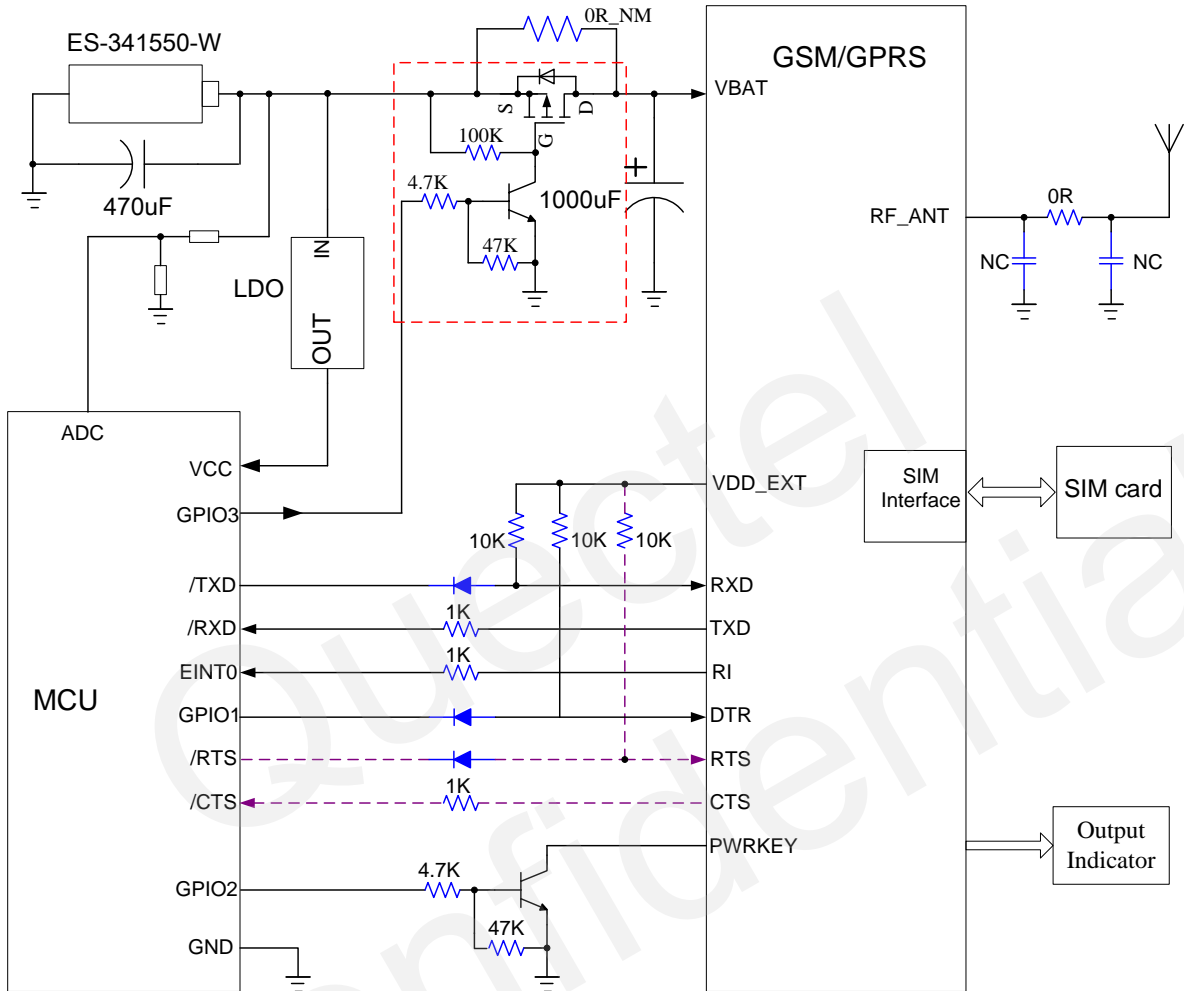 ES-341550-W
0R_NM
GSM/GPRS
VBAT
S
D
G
100K
470uF
4.7K
1000uF
+
47K
RF_ANT
0R
NC
NC
LDO
IN
OUT
MCU
ADC
VCC
GPIO3
VDD_EXT
10K
10K
10K
SIM
Interface
SIM card
/TXD
RXD
/RXD
1K
TXD
EINT0
1K
RI
GPIO1
DTR
/RTS
RTS
/CTS
1K
CTS
PWRKEY
Output
Indicator
GPIO2
4.7K
47K
GND
Quectel
Confidential